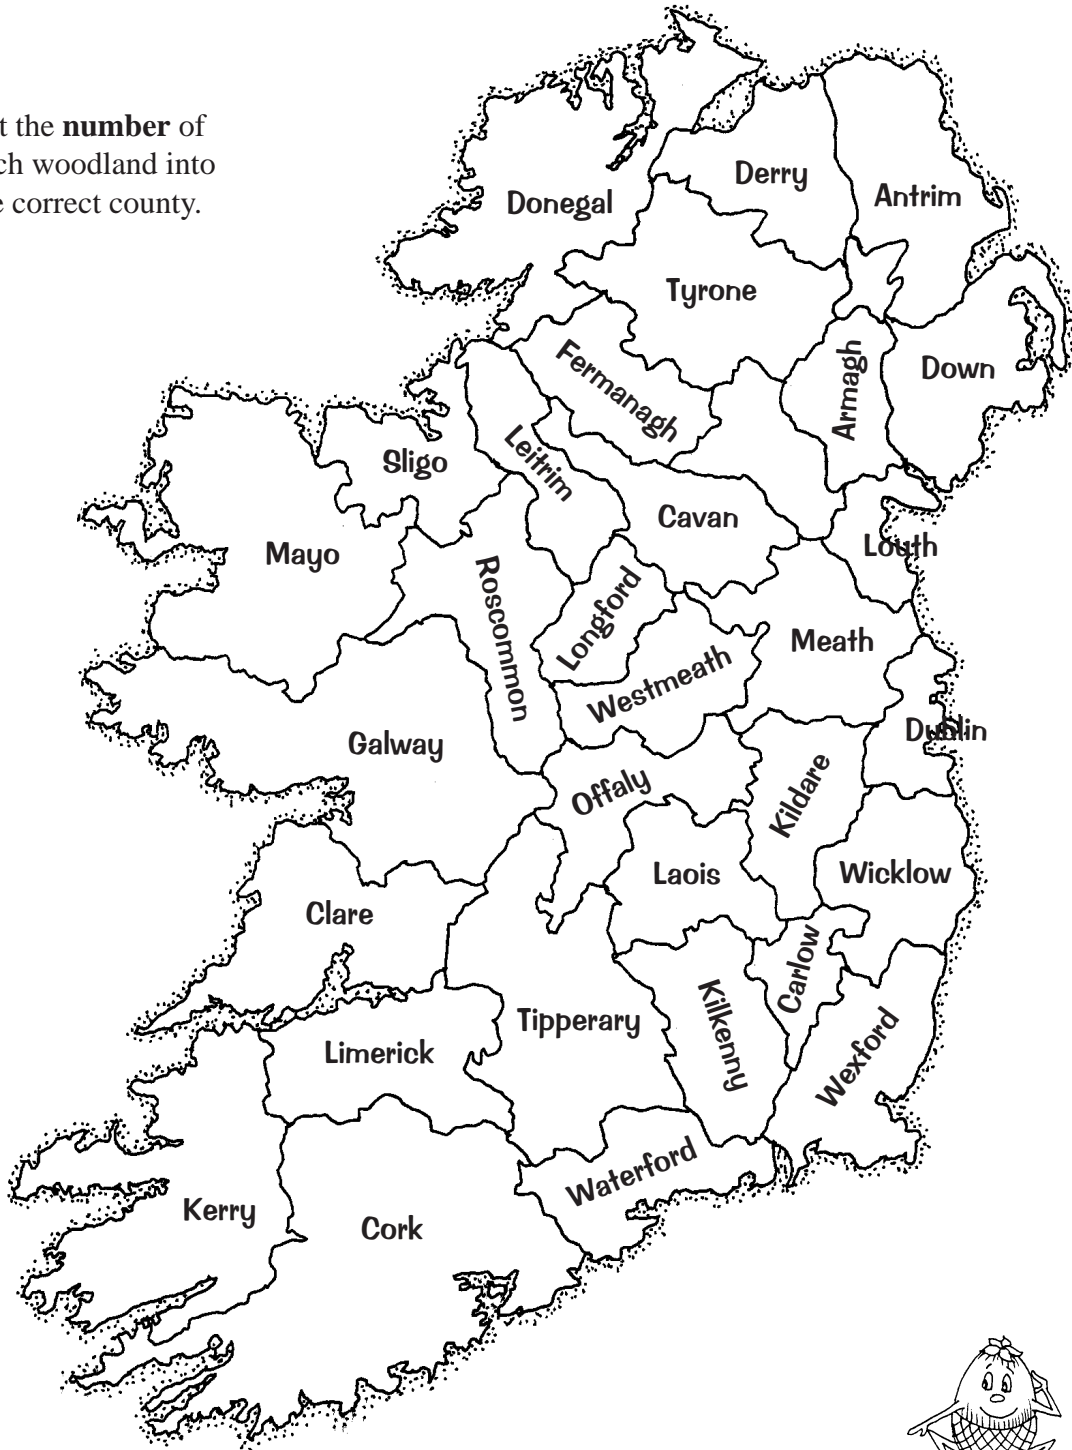 t the number of
ch woodland into
e correct county.
Donegal
Derry
Antrim
Tyrone
Fermanagh
Armagh
Down
Sligo
Leitrim
Cavan
Louth
Mayo
Roscommon
Longford
Meath
Westmeath
Galway
Dublin
Offaly
Kildare
Laois
Wicklow
Clare
Carlow
Kilkenny
Tipperary
Limerick
Wexford
Waterford
Kerry
Cork